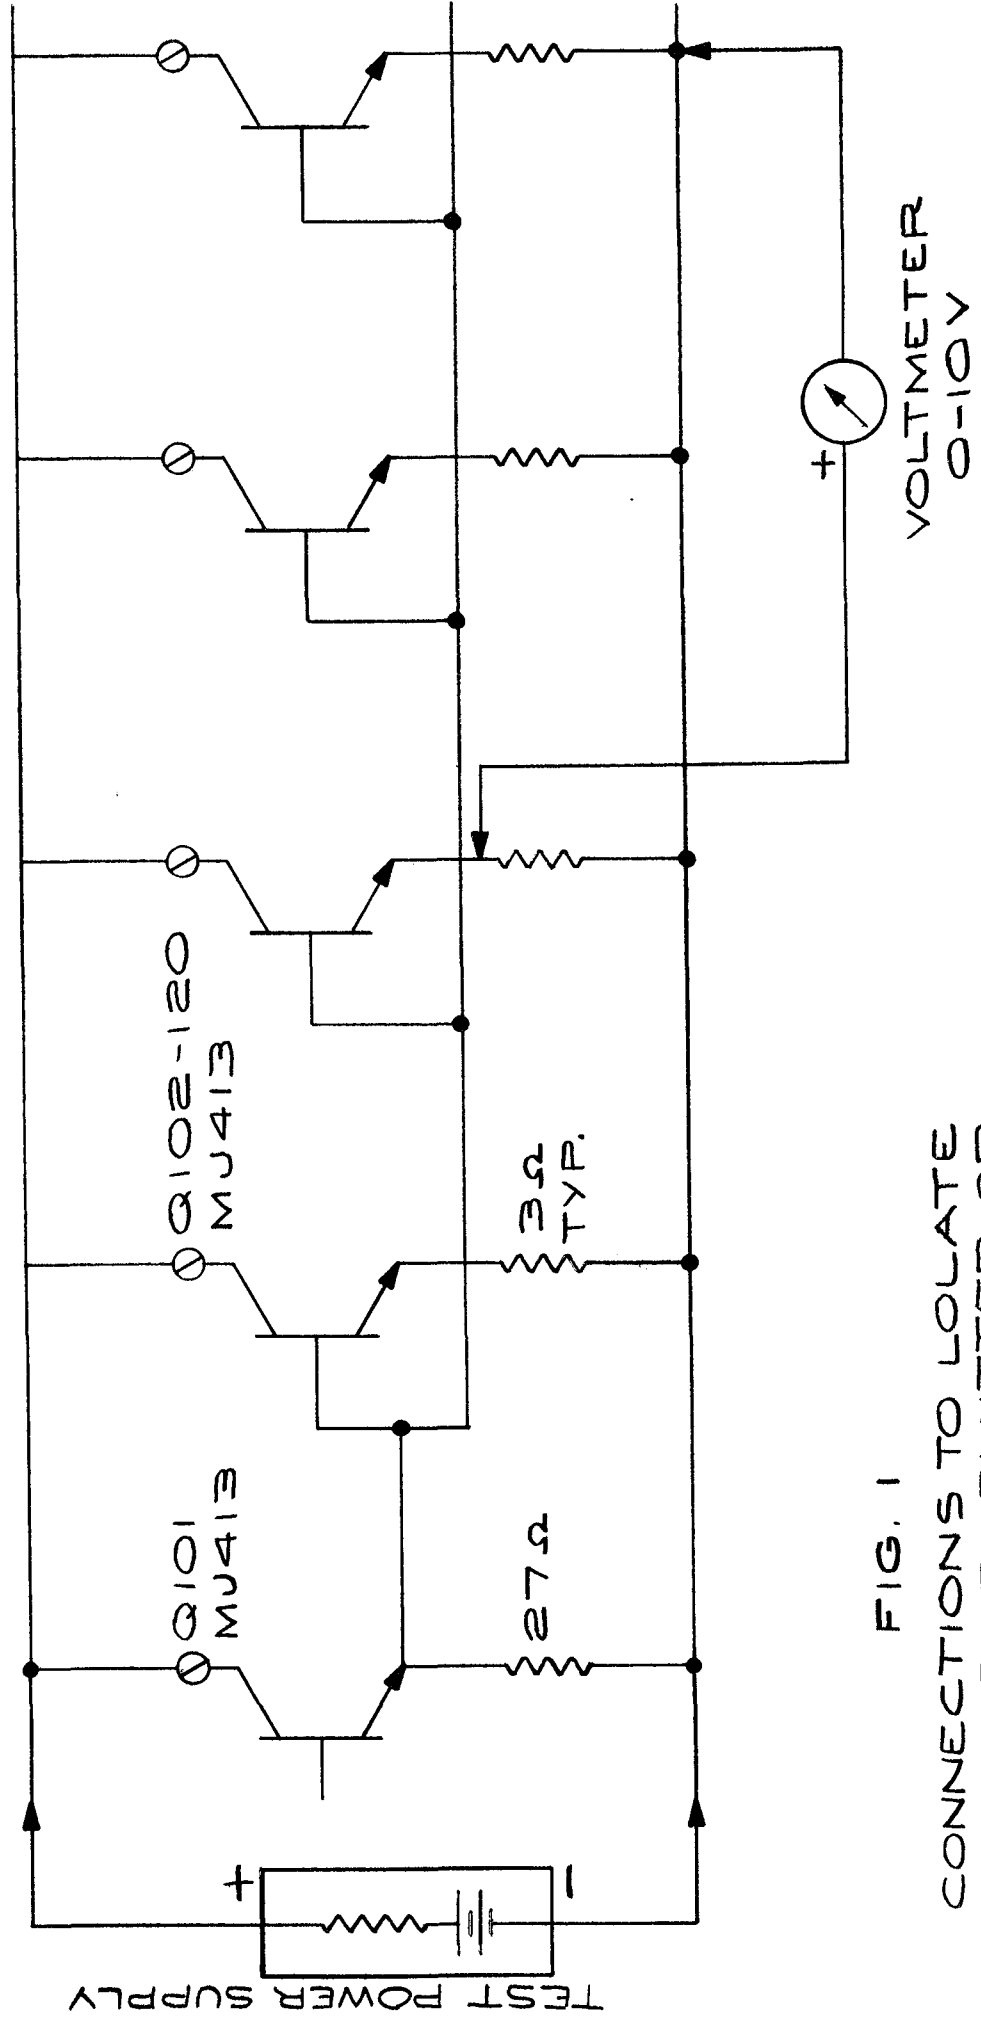 TEST POWER SUPPLY
+
-
Q101
MJ413
27Ω
Q102-120
MJ413
3Ω
TYP.
+
VOLTMETER
0-10V
FIG. 1
CONNECTIONS TO LOLATE